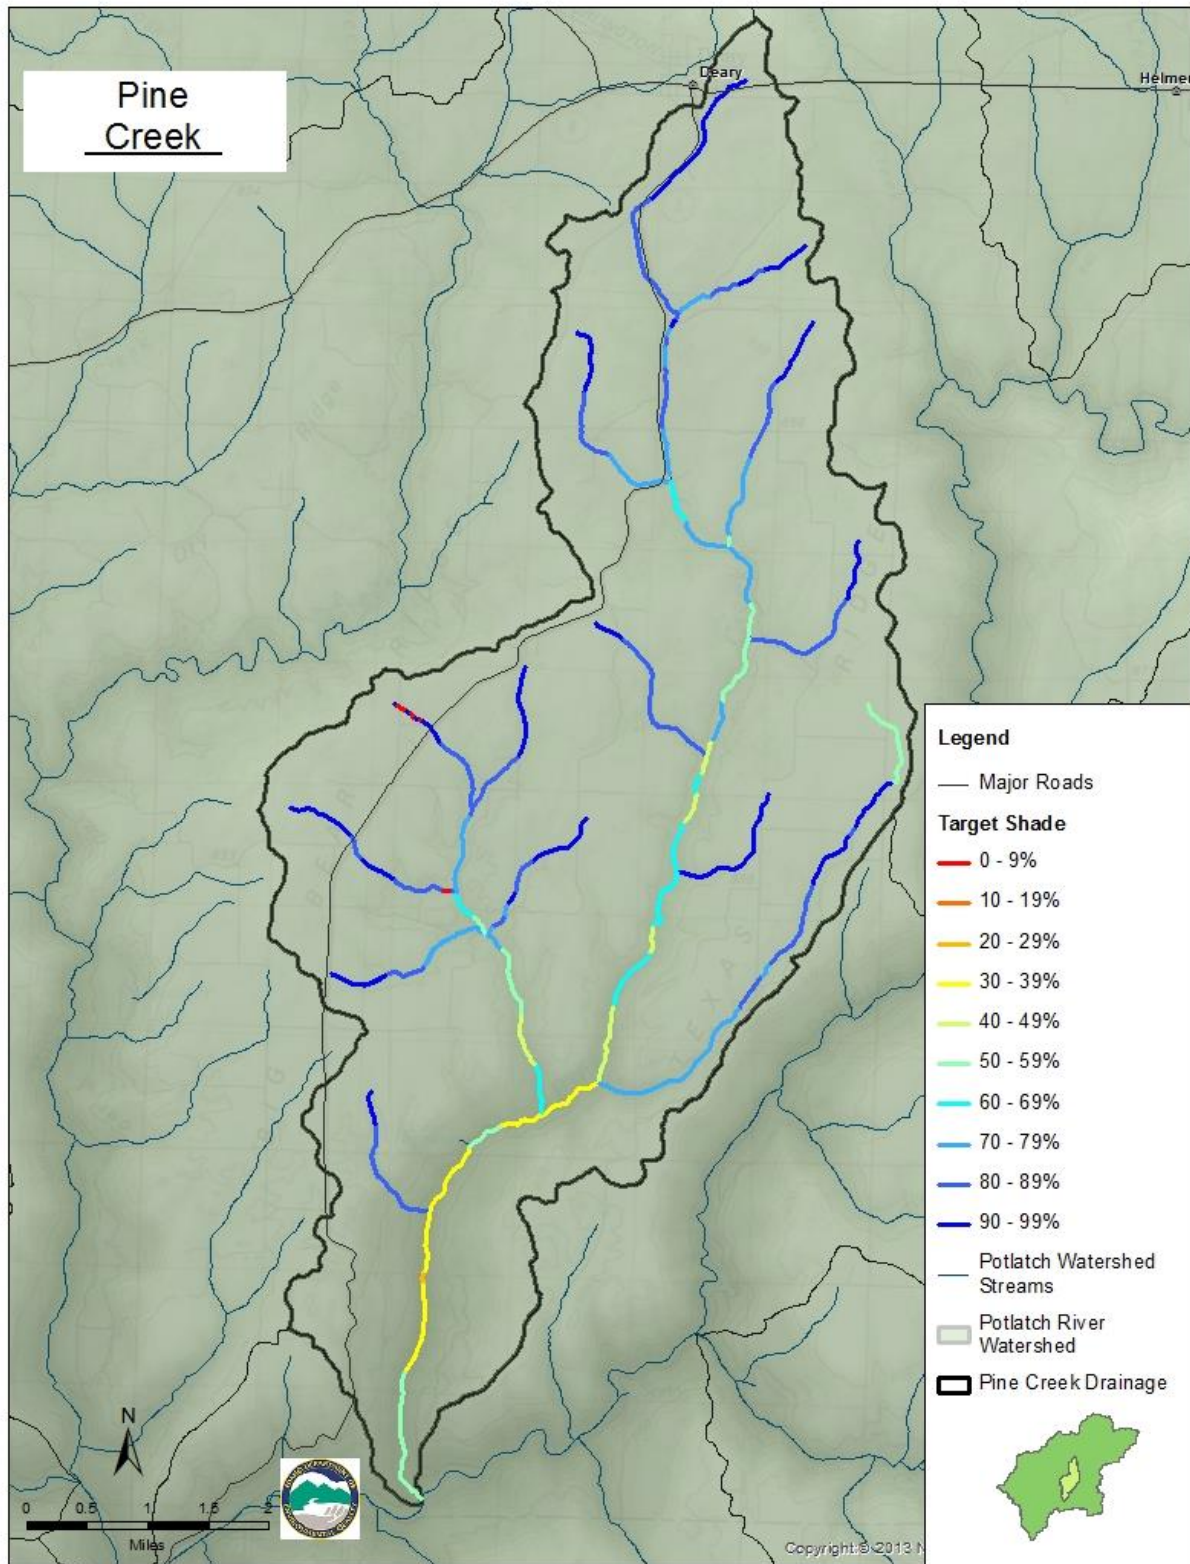 Pine
Creek
Deary
Helmer
Legend
Major Roads
Target Shade
0 - 9%
10 - 19%
20 - 29%
30 - 39%
40 - 49%
50 - 59%
60 - 69%
70 - 79%
80 - 89%
90 - 99%
Potlatch Watershed
Streams
Potlatch River
Watershed
Pine Creek Drainage
N
0 0.5 1 1.5 2
Miles
Copyright:© 2013 N